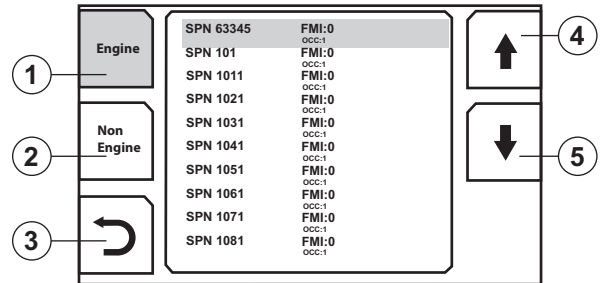 Engine
Non
Engine
SPN 63345 FMI:0
OCC:1
SPN 101 FMI:0
OCC:1
SPN 1011 FMI:0
OCC:1
SPN 1021 FMI:0
OCC:1
SPN 1031 FMI:0
OCC:1
SPN 1041 FMI:0
OCC:1
SPN 1051 FMI:0
OCC:1
SPN 1061 FMI:0
OCC:1
SPN 1071 FMI:0
OCC:1
SPN 1081 FMI:0
OCC:1
1
2
3
4
5